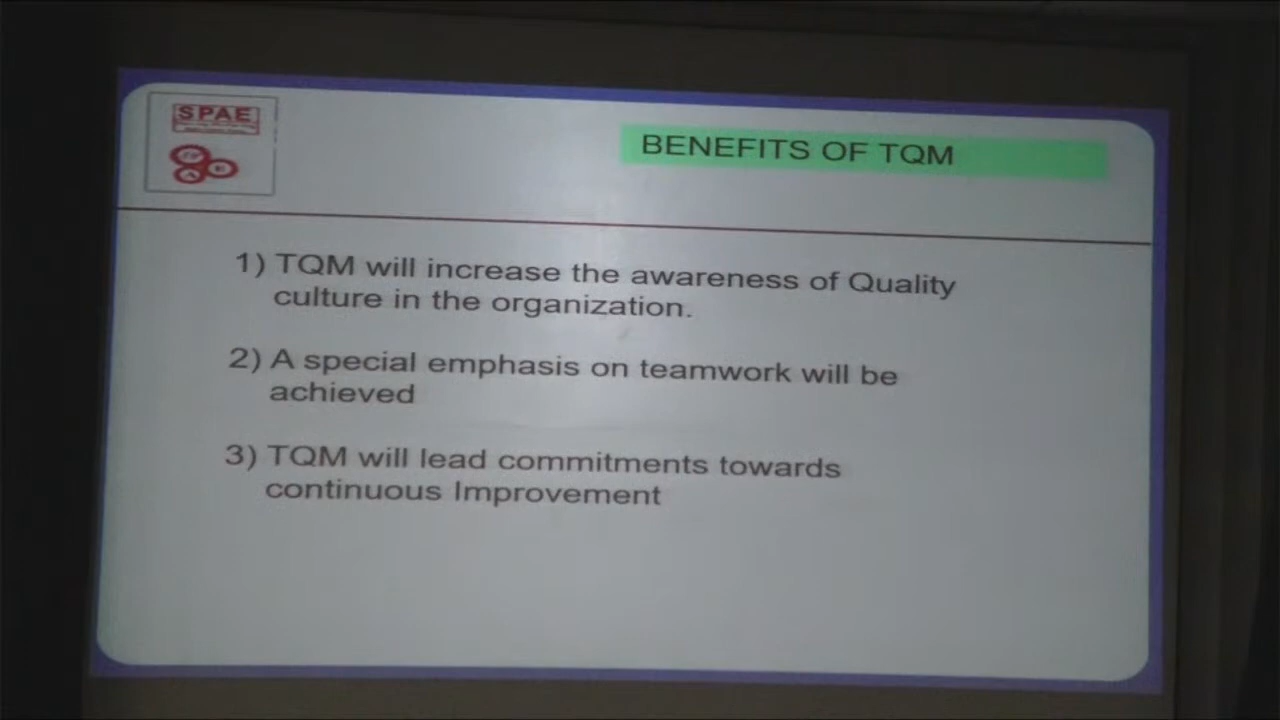 SPAE
BENEFITS OF TQM
1) TQM will increase the awareness of Quality
culture in the organization.
2) A special emphasis on teamwork will be
achieved
3) TQM will lead commitments towards
continuous Improvement